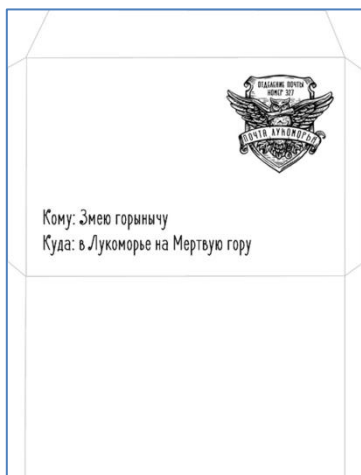 ОТДЕЛЕНИЕ ПОЧТЫ
НОМЕР 327
ПОЧТА ЛУКОМОРЬЯ
Кому: Змею горынычу
Куда: в Лукоморье на Мертвую гору